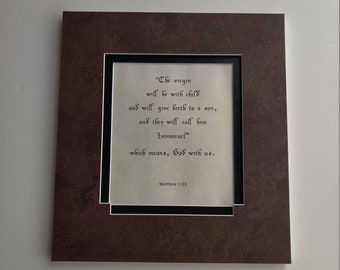 "The virgin
will be with child
and will give birth to a son,
and they will call him
Immanuel"
which means, God with us.
Matthew 1:23